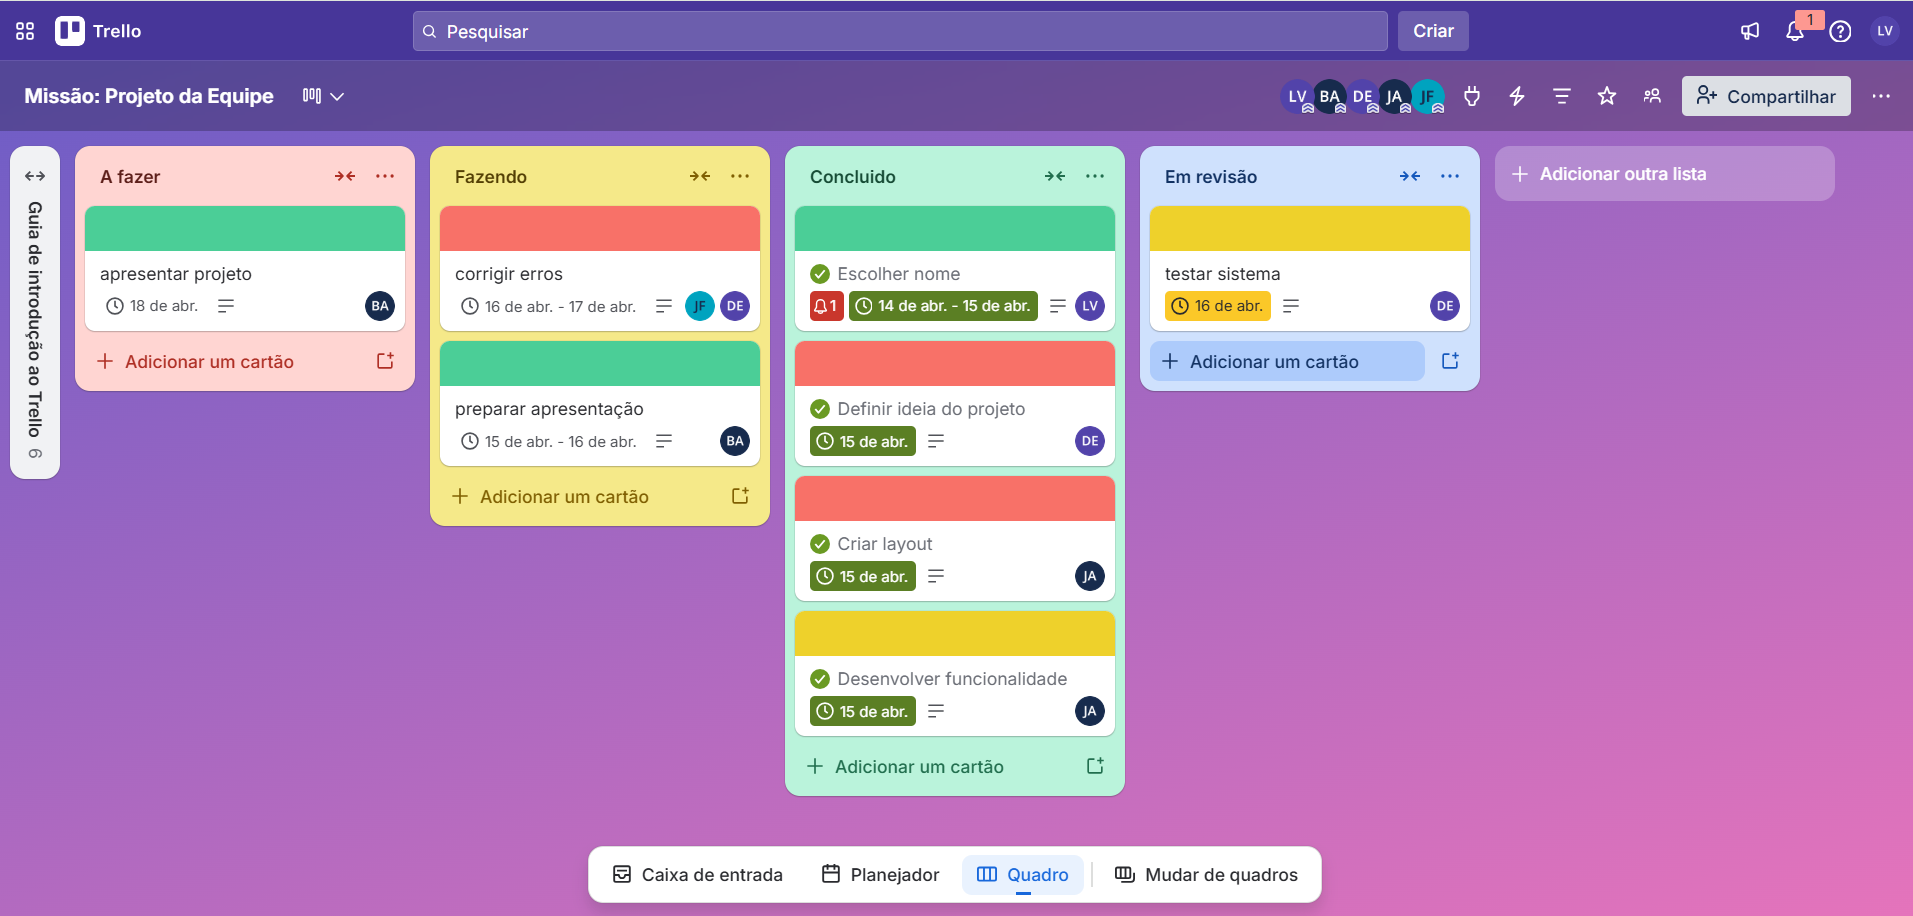 Trello
Pesquisar
Criar
1
LV
Missão: Projeto da Equipe
LV BA DE JA JF
Compartilhar
Guia de introdução ao Trello 6
A fazer
apresentar projeto
18 de abr.
BA
Adicionar um cartão
Fazendo
corrigir erros
16 de abr. - 17 de abr.
JF DE
preparar apresentação
15 de abr. - 16 de abr.
BA
Adicionar um cartão
Concluido
Escolher nome
1 14 de abr. - 15 de abr.
LV
Definir ideia do projeto
15 de abr.
DE
Criar layout
15 de abr.
JA
Desenvolver funcionalidade
15 de abr.
JA
Adicionar um cartão
Em revisão
testar sistema
16 de abr.
DE
Adicionar um cartão
Adicionar outra lista
Caixa de entrada
Planejador
Quadro
Mudar de quadros